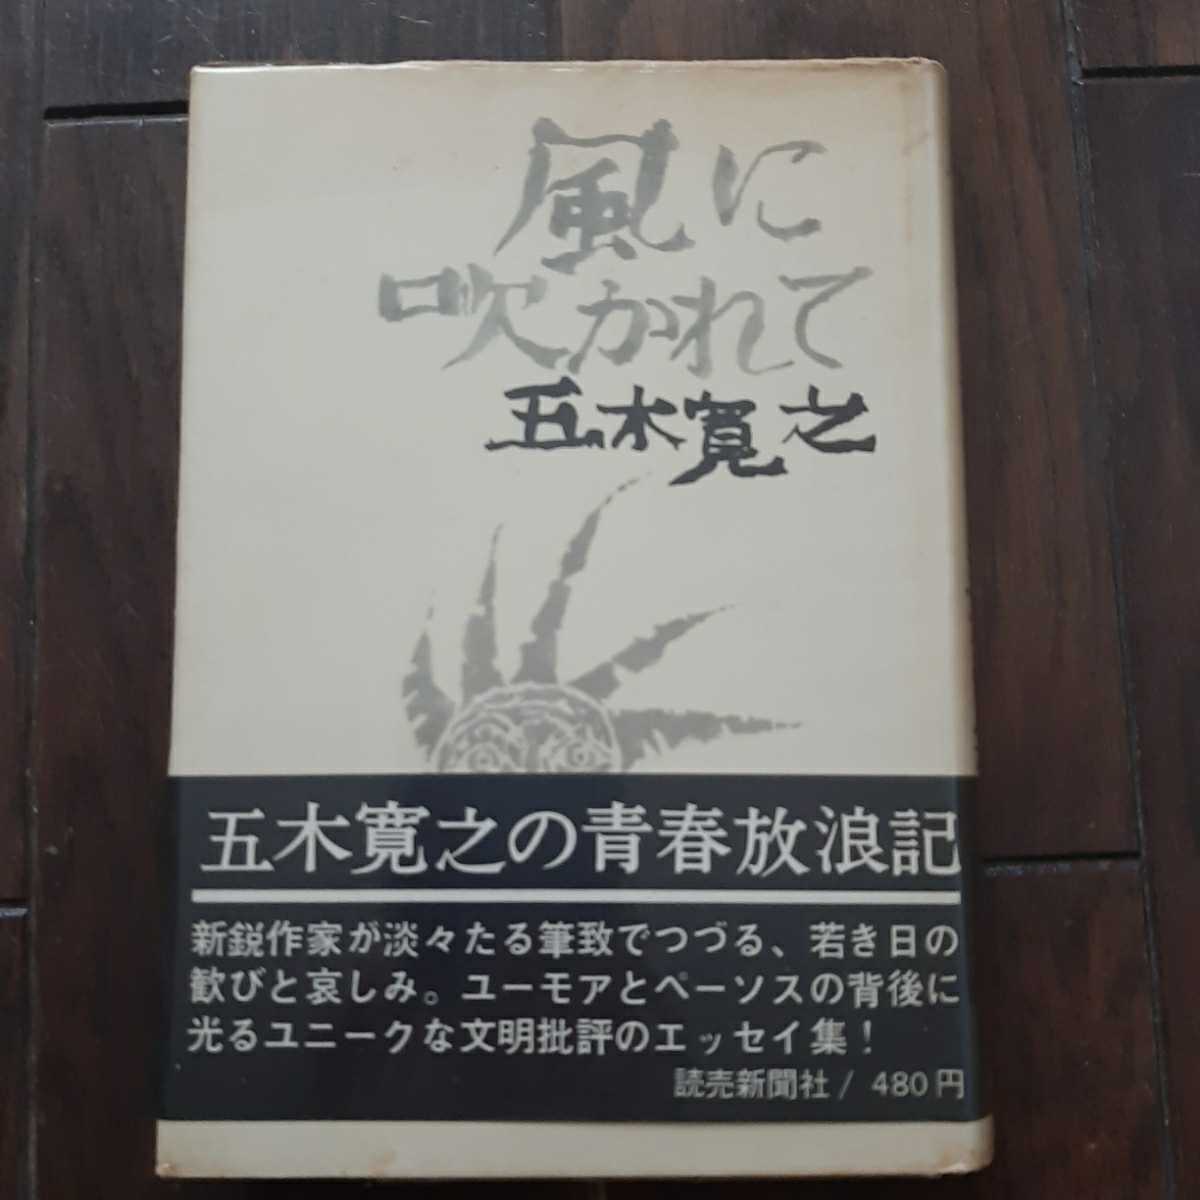 風に
吹かれて
五木寛之
五木寛之の青春放浪記
新鋭作家が淡々たる筆致でつづる、若き日の
歓びと哀しみ。ユーモアとペーソスの背後に
光るユニークな文明批評のエッセイ集！
読売新聞社/ 480円